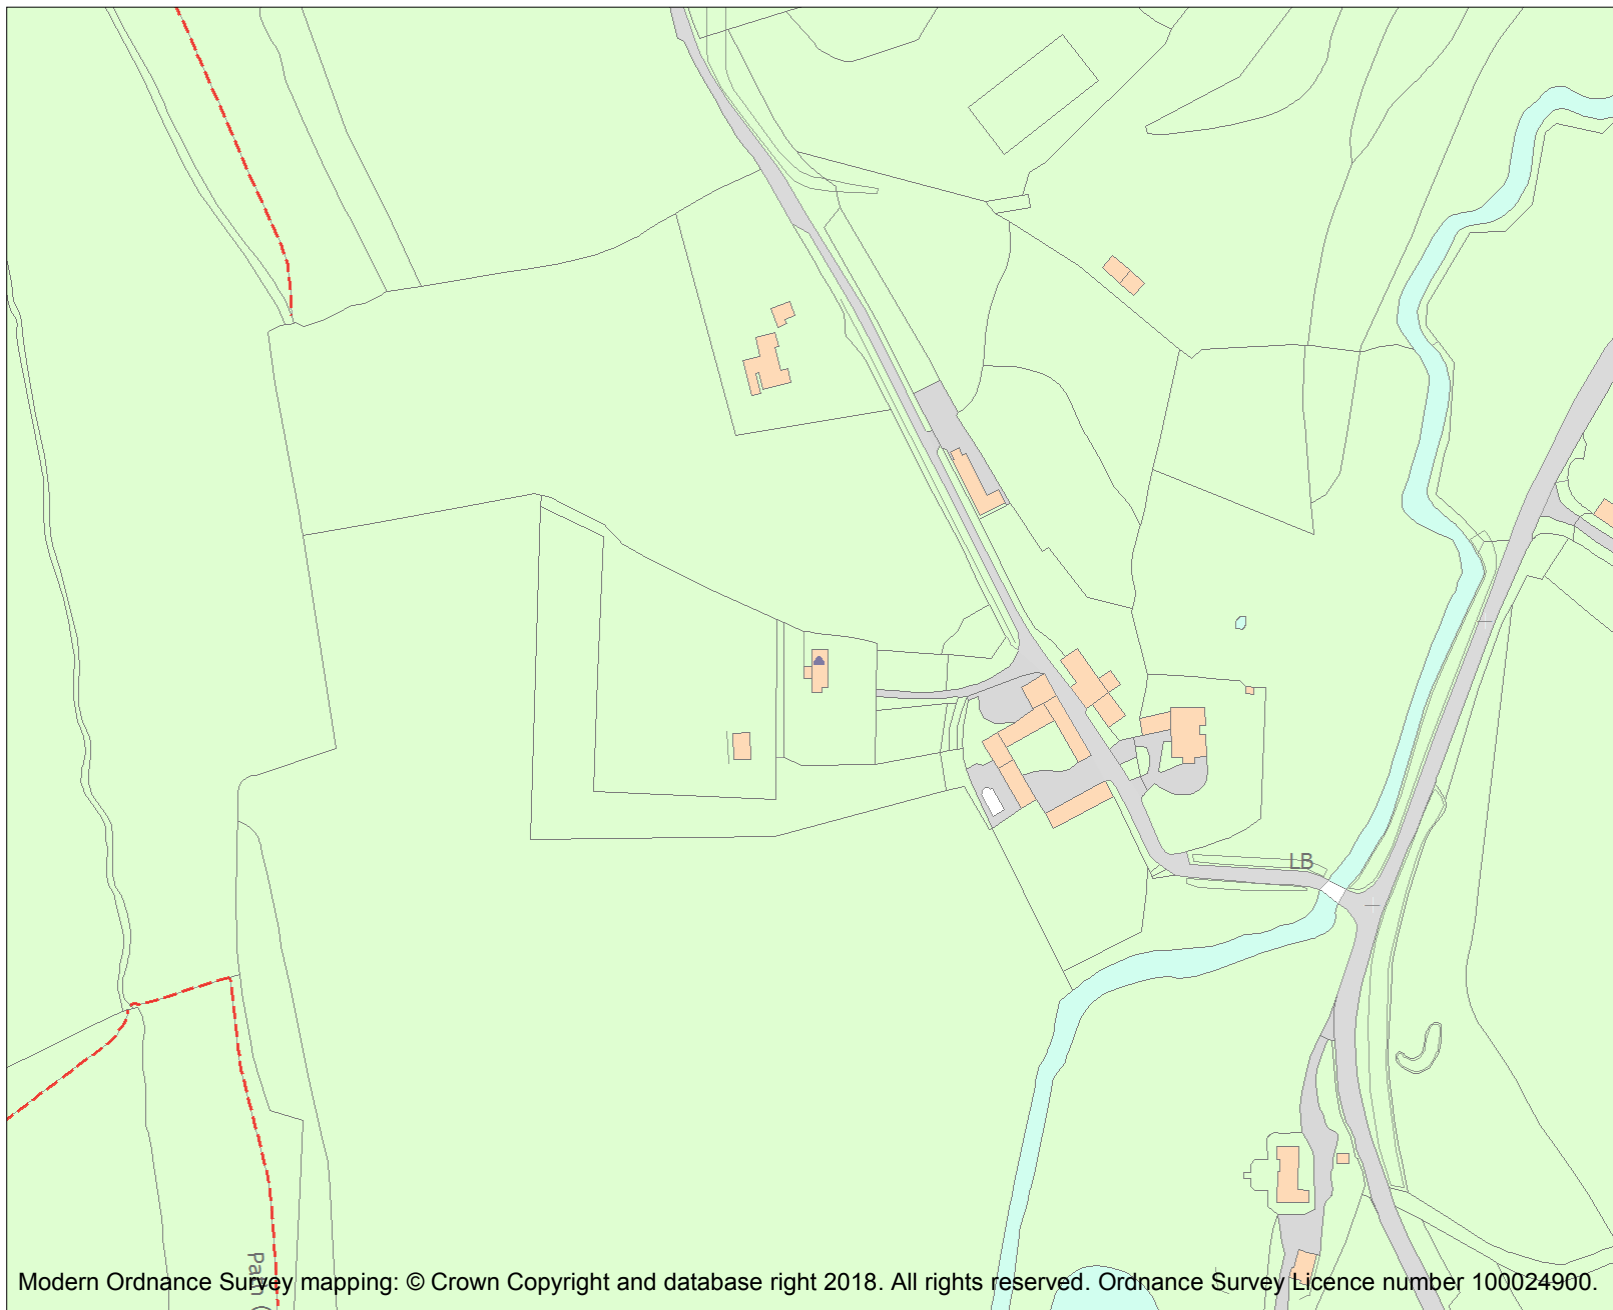 LB
Modern Ordnance Survey mapping: © Crown Copyright and database right 2018. All rights reserved. Ordnance Survey Licence number 100024900.